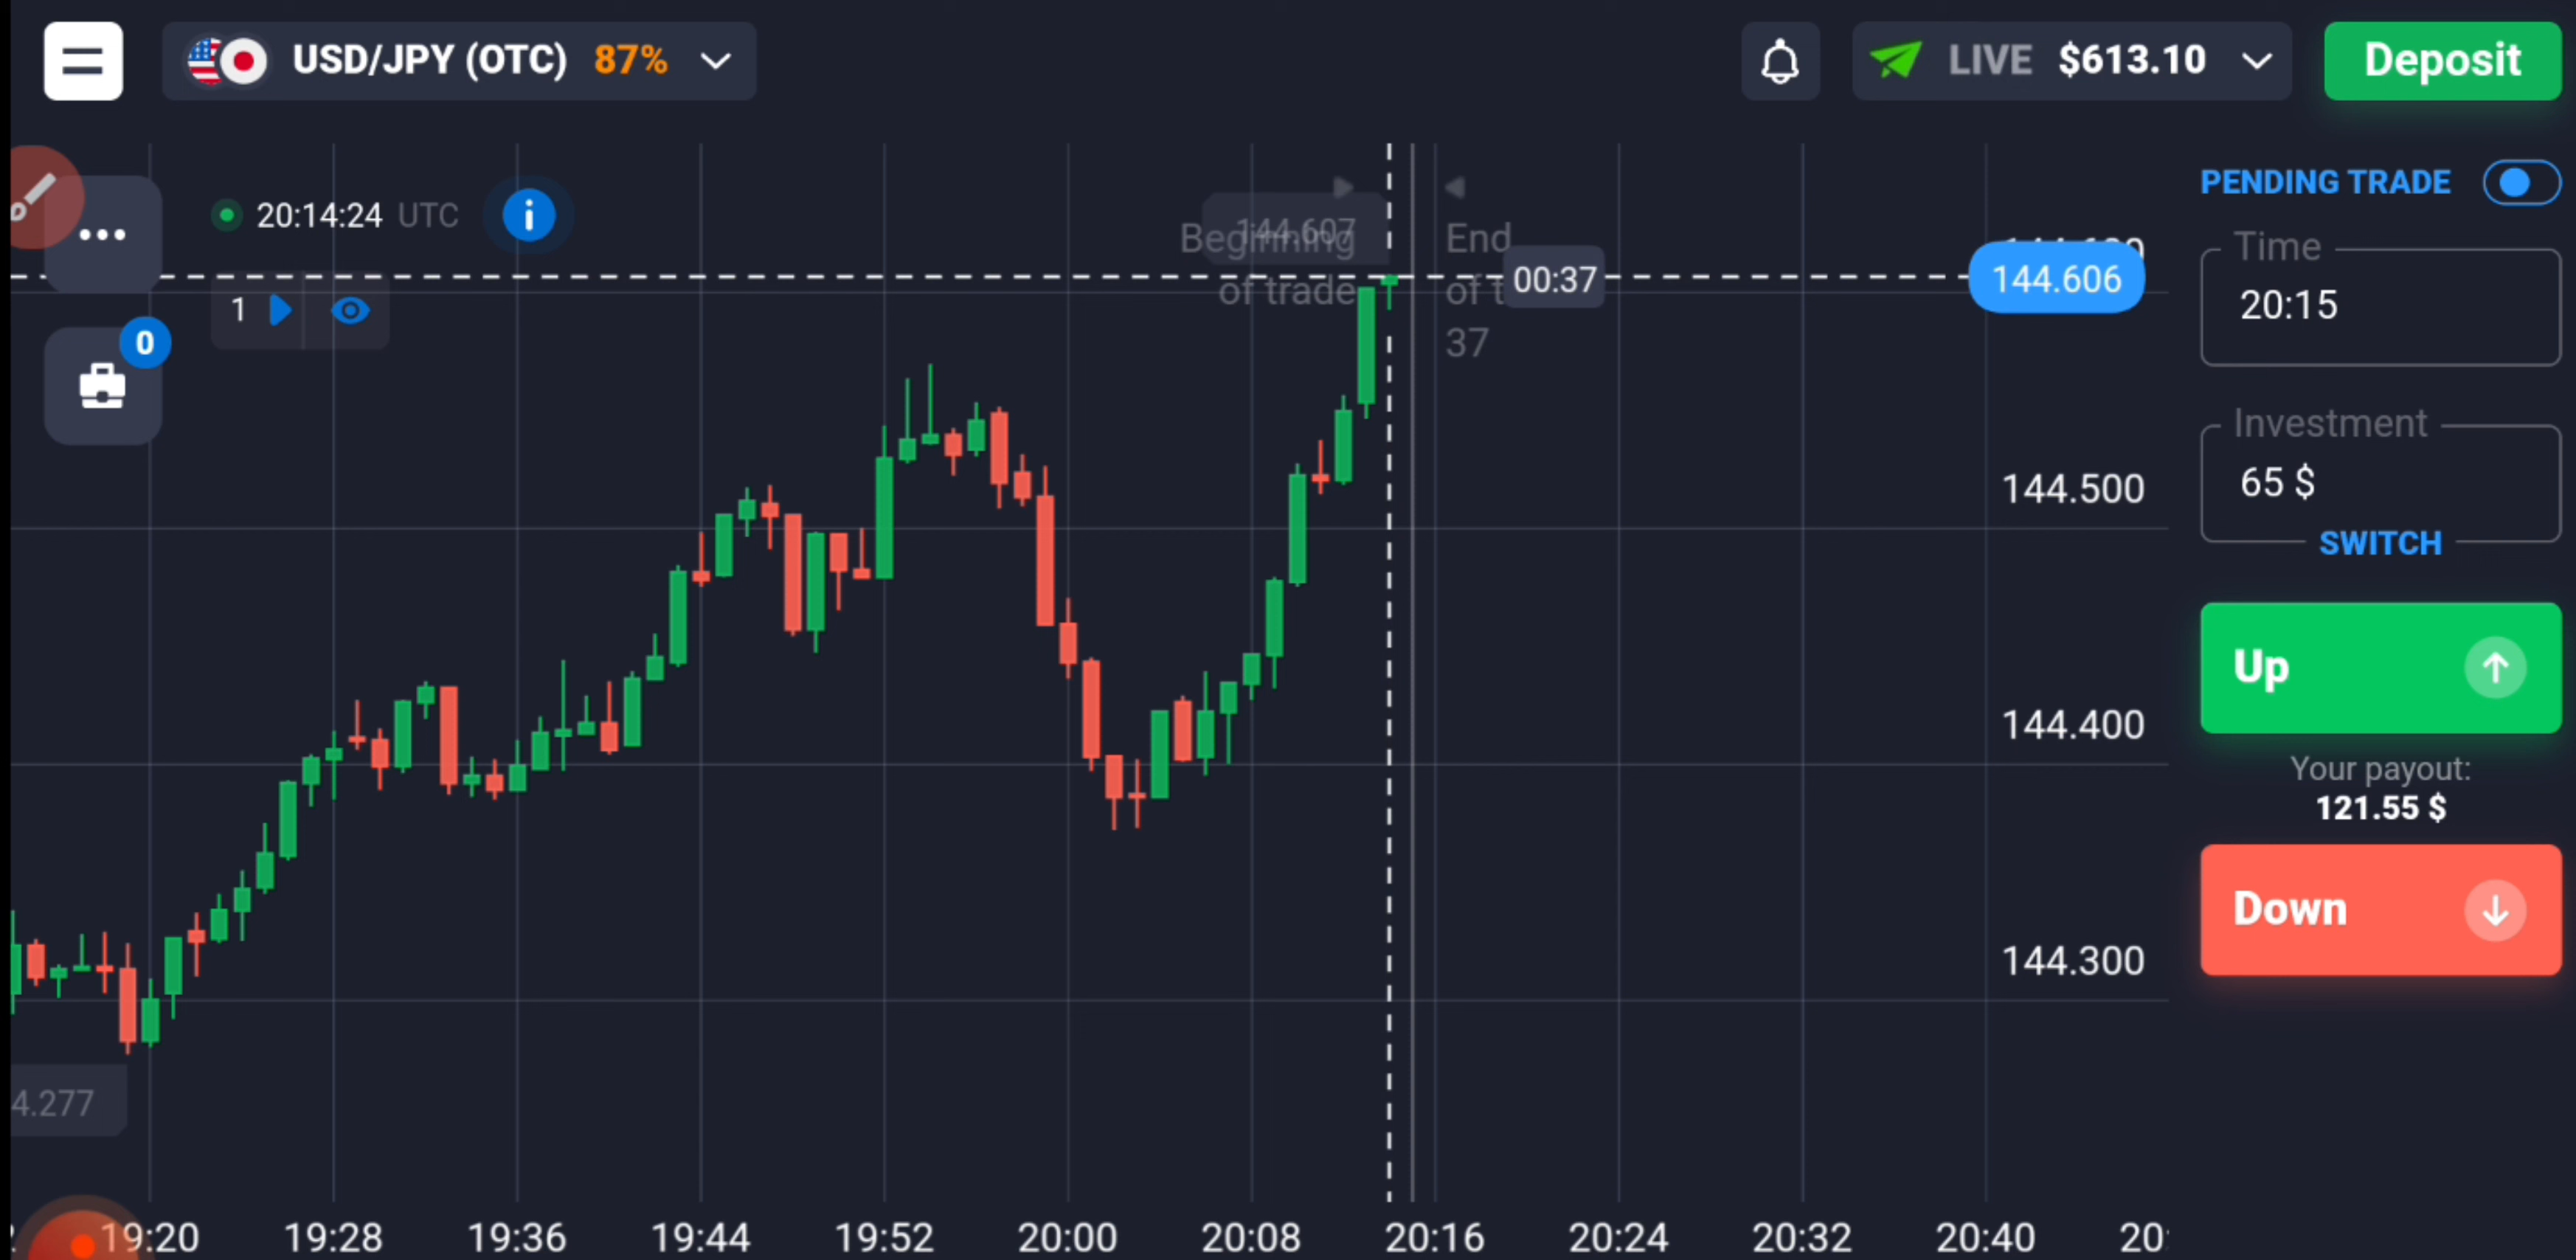 USD/JPY (OTC) 87%
LIVE $613.10
Deposit
20:14:24 UTC
1
0
144.607
Beginning
of trade
End
of t
37
00:37
144.606
144.500
144.400
144.300
4.277
19:20 19:28 19:36 19:44 19:52 20:00 20:08 20:16 20:24 20:32 20:40 20:
PENDING TRADE
Time
20:15
Investment
65 $
SWITCH
Up
Your payout:
121.55 $
Down